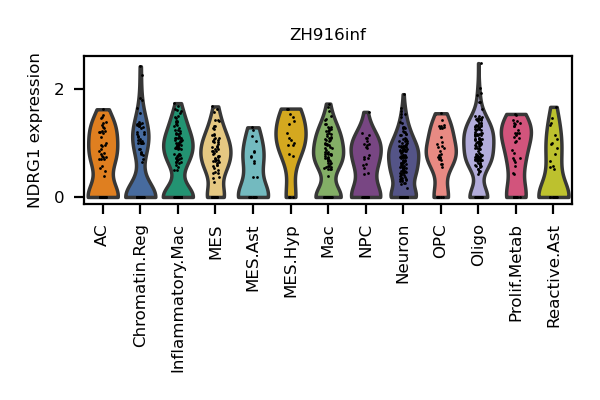 ZH916inf
NDRG1 expression
2
0
AC
Chromatin.Reg
Inflammatory.Mac
MES
MES.Ast
MES.Hyp
Mac
NPC
Neuron
OPC
Oligo
Prolif.Metab
Reactive.Ast